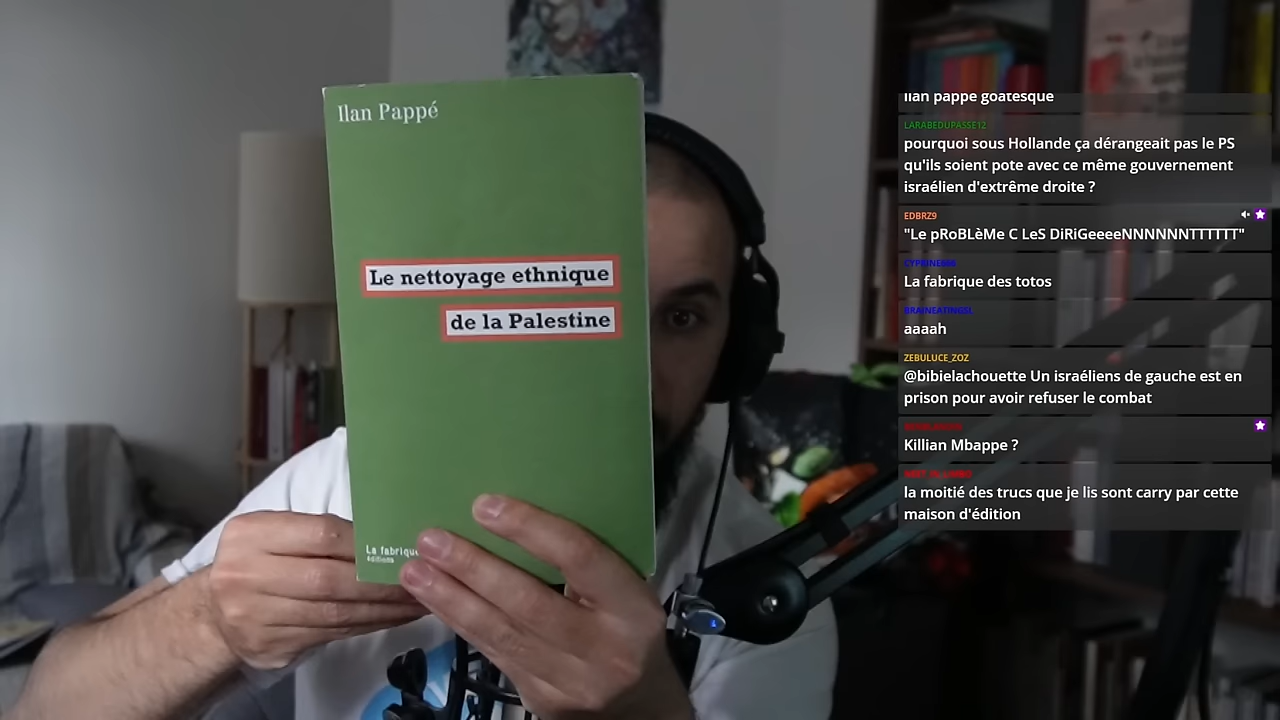 Ilan Pappé
Le nettoyage ethnique
de la Palestine
La fabrique
éditions
ilan pappe goatesque
LARABEDUPASSE12
pourquoi sous Hollande ça dérangeait pas le PS
qu'ils soient pote avec ce même gouvernement
israélien d'extrême droite ?
EDBRZ9
"Le pRoBLèMe C LeS DiRiGeeeeNNNNNNTTTTTT"
La fabrique des totos
BRAINEATINGSL
aaaah
ZEBULUCE_ZOZ
@bibielachouette Un israéliens de gauche est en
prison pour avoir refuser le combat
Killian Mbappe ?
la moitié des trucs que je lis sont carry par cette
maison d'édition